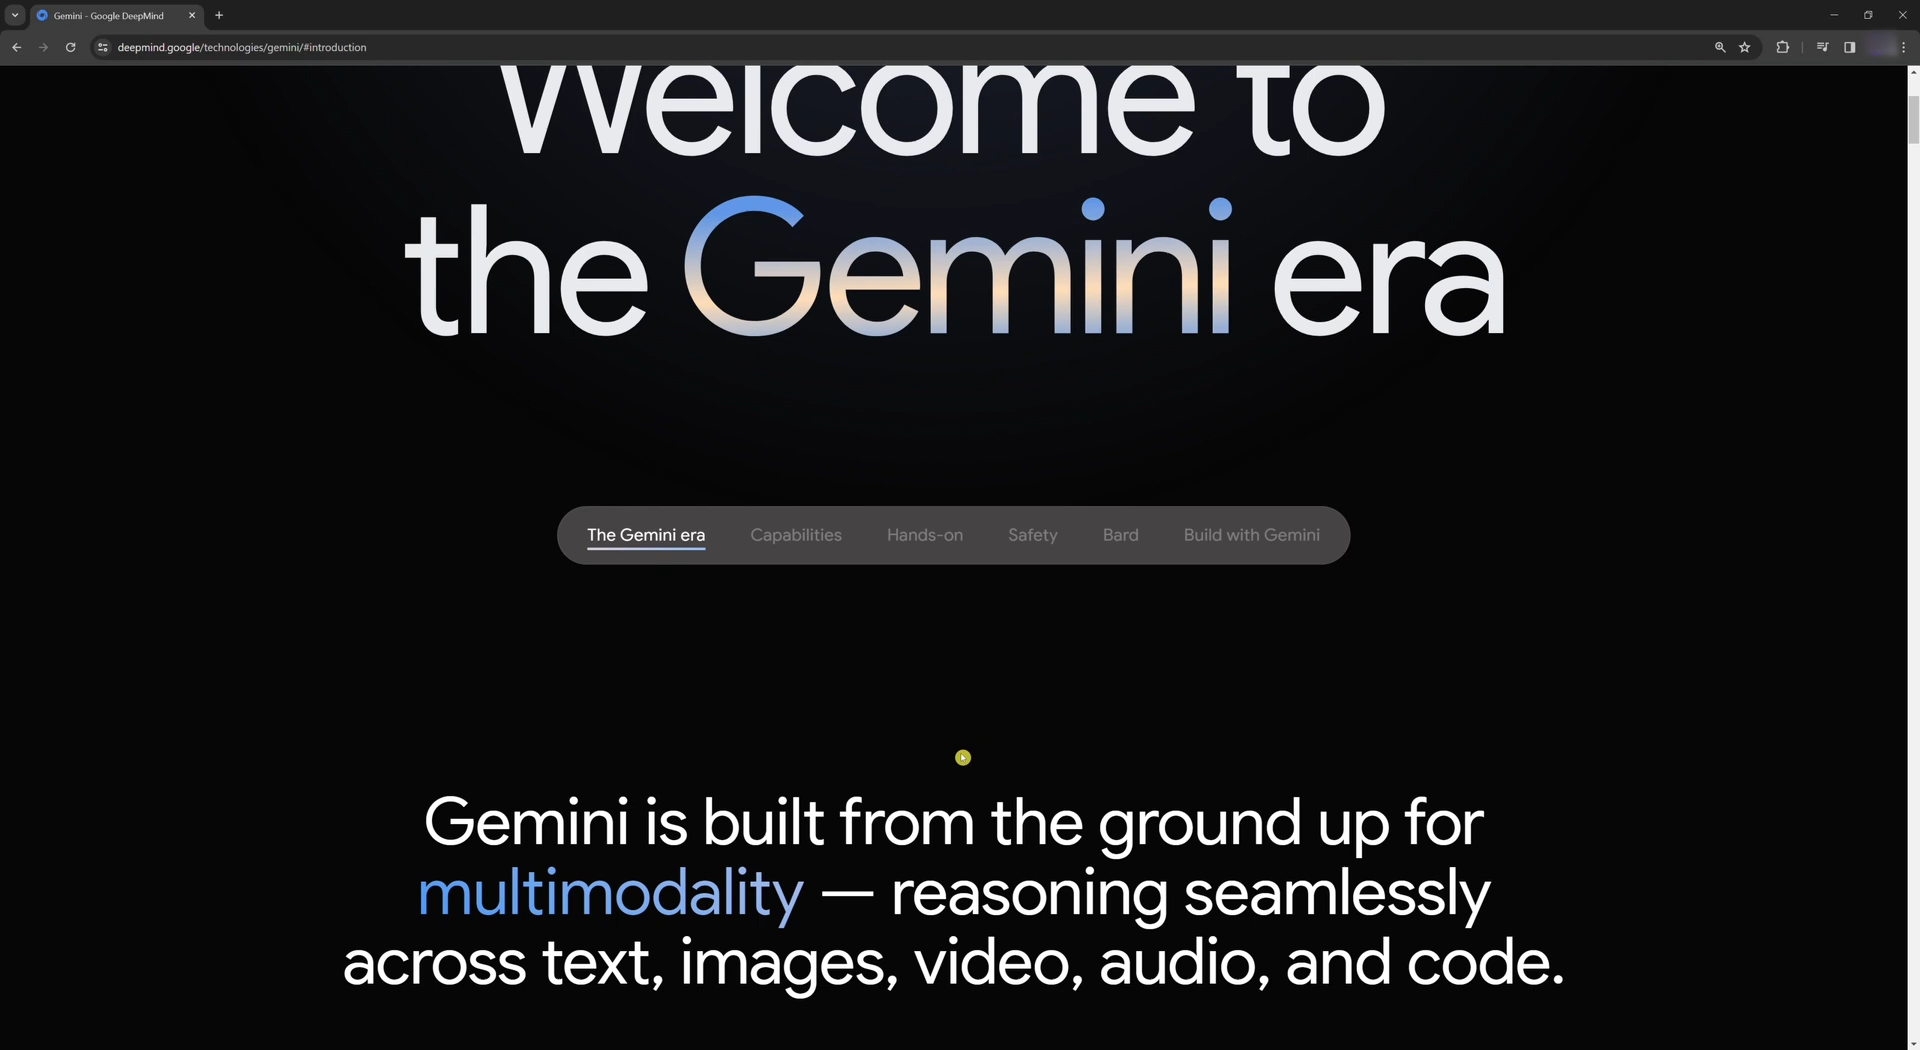 Gemini - Google DeepMind
deepmind.google/technologies/gemini/#introduction
Welcome to
the Gemini era
The Gemini era Capabilities Hands-on Safety Bard Build with Gemini
Gemini is built from the ground up for
multimodality — reasoning seamlessly
across text, images, video, audio, and code.